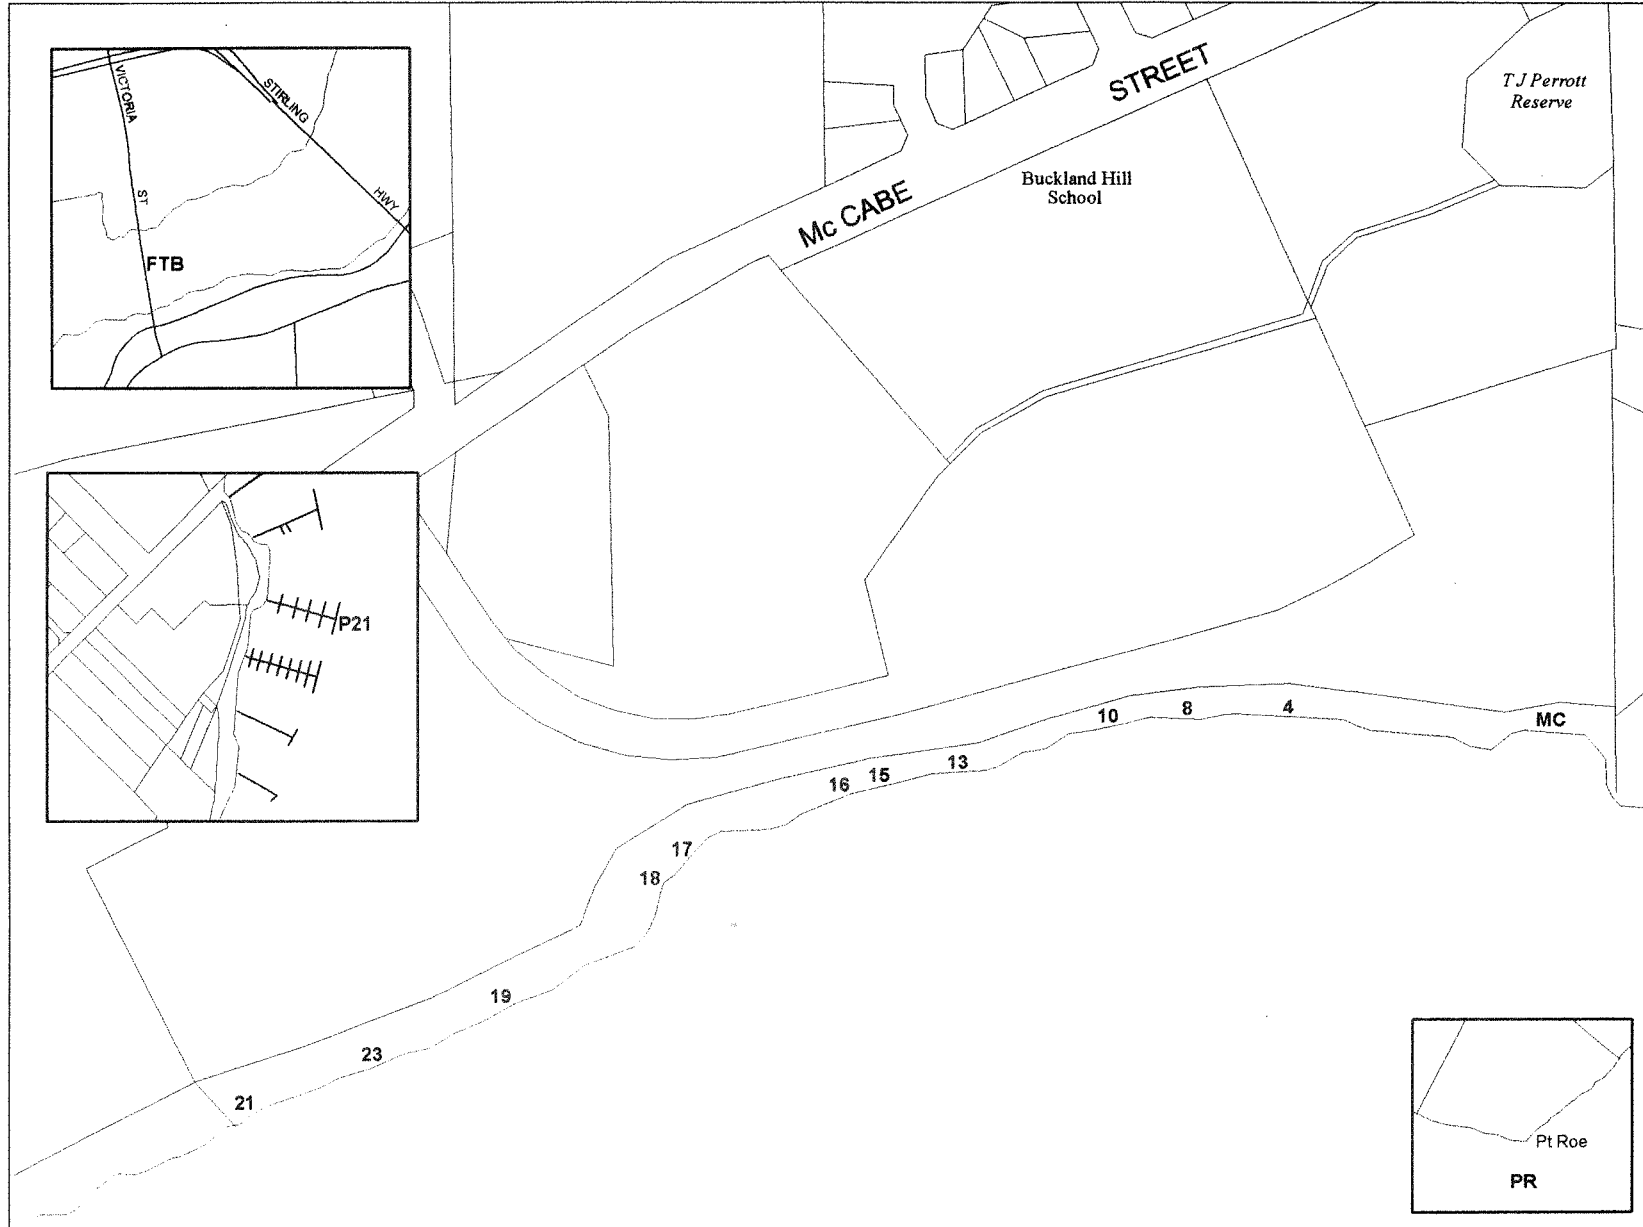 VICTORIA
ST
STIRLING
HWY
FTB
Mc CABE
STREET
T J Perrott
Reserve
Buckland Hill
School
P21
4
8
10
MC
13
15
16
17
18
19
23
21
Pt Roe
PR